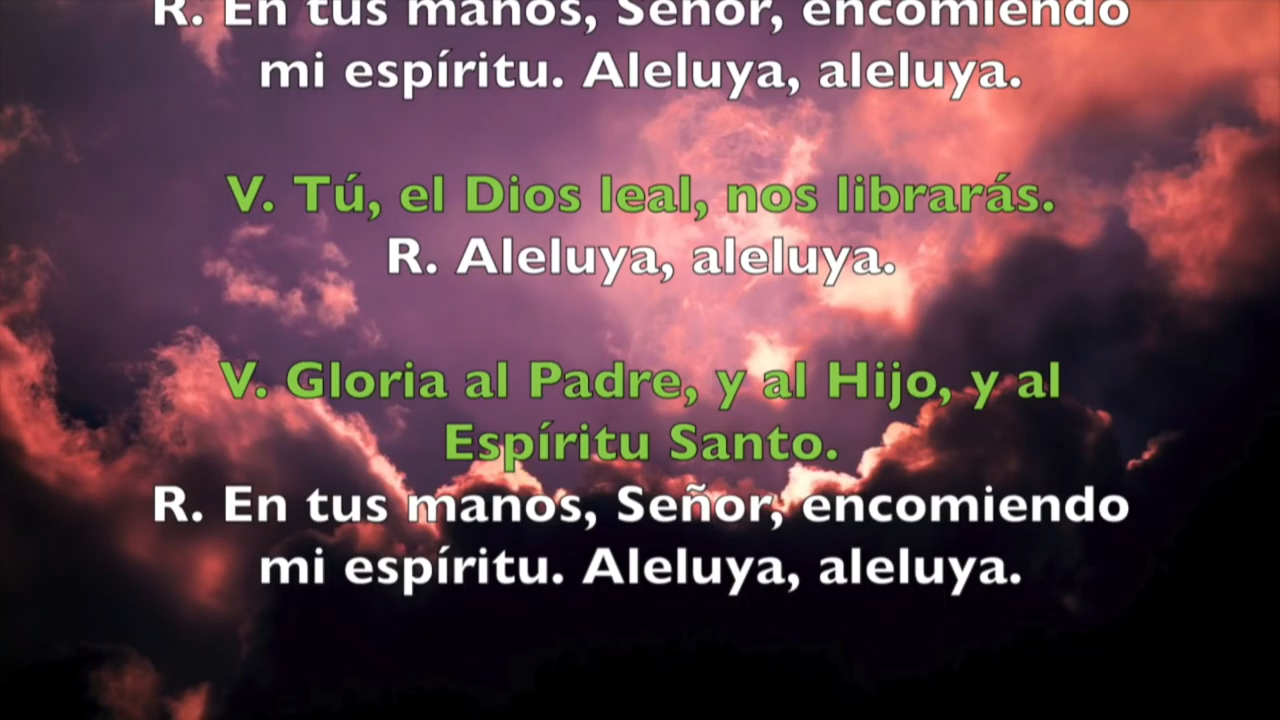 R. En tus manos, Señor, encomiendo
mi espíritu. Aleluya, aleluya.
V. Tú, el Dios leal, nos librarás.
R. Aleluya, aleluya.
V. Gloria al Padre, y al Hijo, y al
Espíritu Santo.
R. En tus manos, Señor, encomiendo
mi espíritu. Aleluya, aleluya.